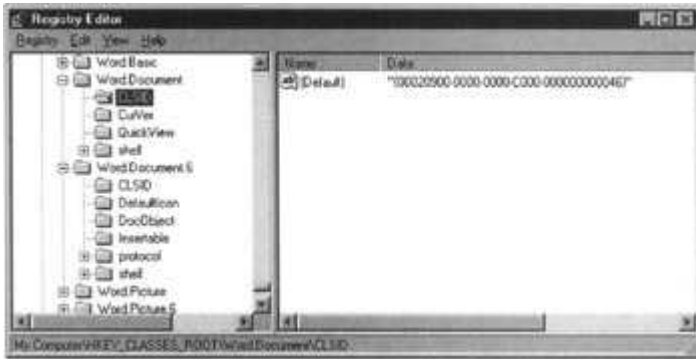 Registry Editor
Registry Edit View Help
Word.Basic
Word.Document
CLSID
CurVer
QuickView
shell
Word.Document.6
CLSID
DefaultIcon
DocObject
Insertable
protocol
shell
Word.Picture
Word.Picture.6
Name Data
ab (Default) "{00020900-0000-0000-C000-000000000046}"
My Computer\HKEY_CLASSES_ROOT\Word.Document\CLSID